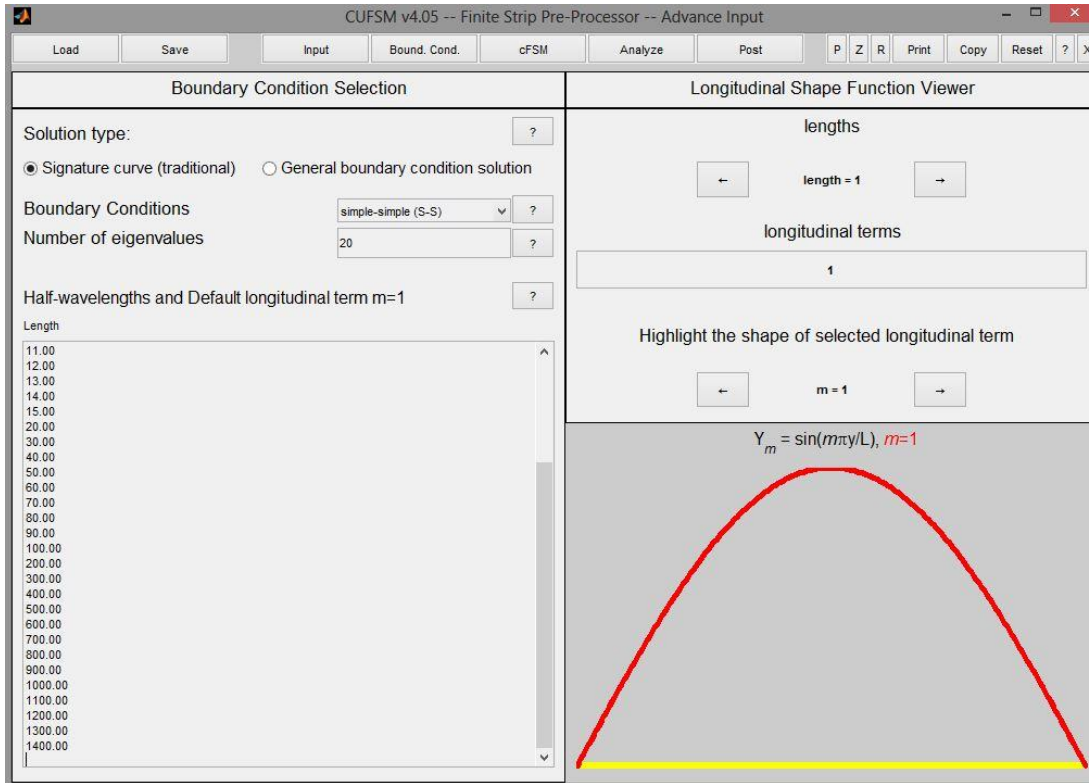 CUFSM v4.05 -- Finite Strip Pre-Processor -- Advance Input
Load Save Input Bound. Cond. cFSM Analyze Post P Z R Print Copy Reset ? X
Boundary Condition Selection
Solution type: ?
Signature curve (traditional) General boundary condition solution
Boundary Conditions simple-simple (S-S) ?
Number of eigenvalues 20 ?
Half-wavelengths and Default longitudinal term m=1 ?
Length
11.00
12.00
13.00
14.00
15.00
20.00
30.00
40.00
50.00
60.00
70.00
80.00
90.00
100.00
200.00
300.00
400.00
500.00
600.00
700.00
800.00
900.00
1000.00
1100.00
1200.00
1300.00
1400.00
Longitudinal Shape Function Viewer
lengths
← length = 1 →
longitudinal terms
1
Highlight the shape of selected longitudinal term
← m = 1 →
Yₘ = sin(mπy/L), m=1